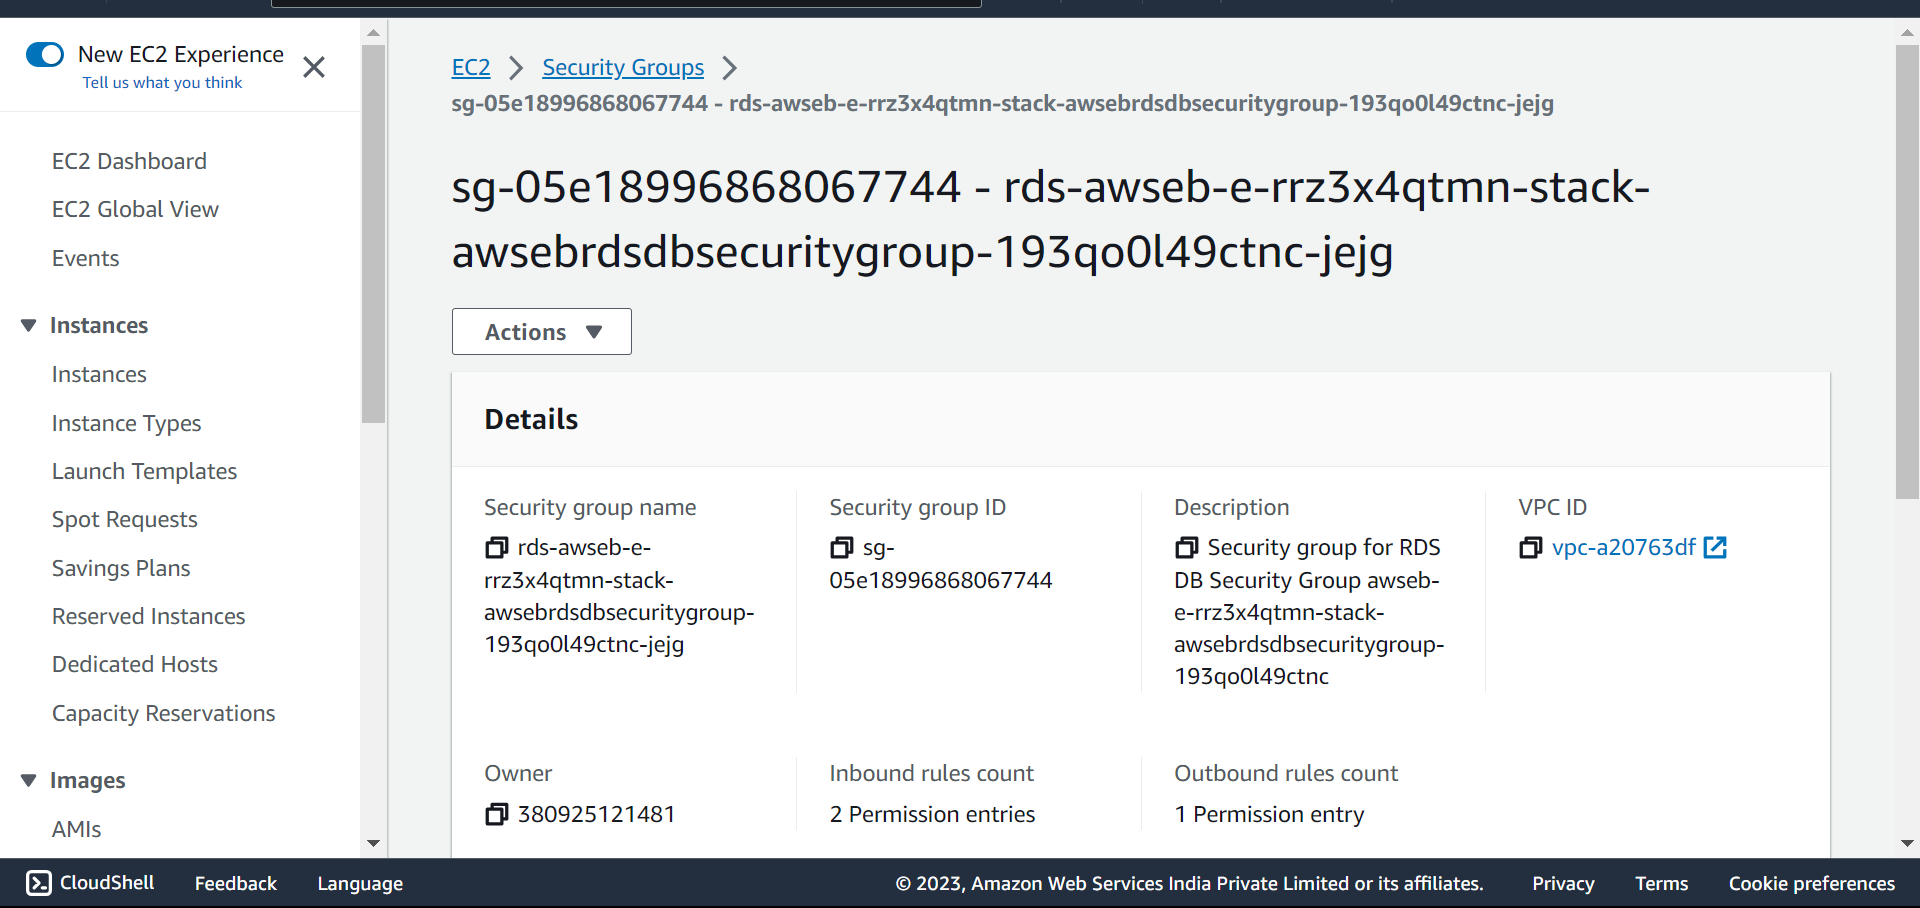 New EC2 Experience
Tell us what you think
EC2 Dashboard
EC2 Global View
Events
Instances
Instances
Instance Types
Launch Templates
Spot Requests
Savings Plans
Reserved Instances
Dedicated Hosts
Capacity Reservations
Images
AMIs
EC2 > Security Groups >
sg-05e18996868067744 - rds-awseb-e-rrz3x4qtmn-stack-awsebrdsdbsecuritygroup-193qo0l49ctnc-jejg
sg-05e18996868067744 - rds-awseb-e-rrz3x4qtmn-stack-
awsebrdsdbsecuritygroup-193qo0l49ctnc-jejg
Actions
Details
Security group name
rds-awseb-e-
rrz3x4qtmn-stack-
awsebrdsdbsecuritygroup-
193qo0l49ctnc-jejg
Security group ID
sg-
05e18996868067744
Description
Security group for RDS
DB Security Group awseb-
e-rrz3x4qtmn-stack-
awsebrdsdbsecuritygroup-
193qo0l49ctnc
VPC ID
vpc-a20763df
Owner
380925121481
Inbound rules count
2 Permission entries
Outbound rules count
1 Permission entry
CloudShell
Feedback
Language
© 2023, Amazon Web Services India Private Limited or its affiliates.
Privacy
Terms
Cookie preferences